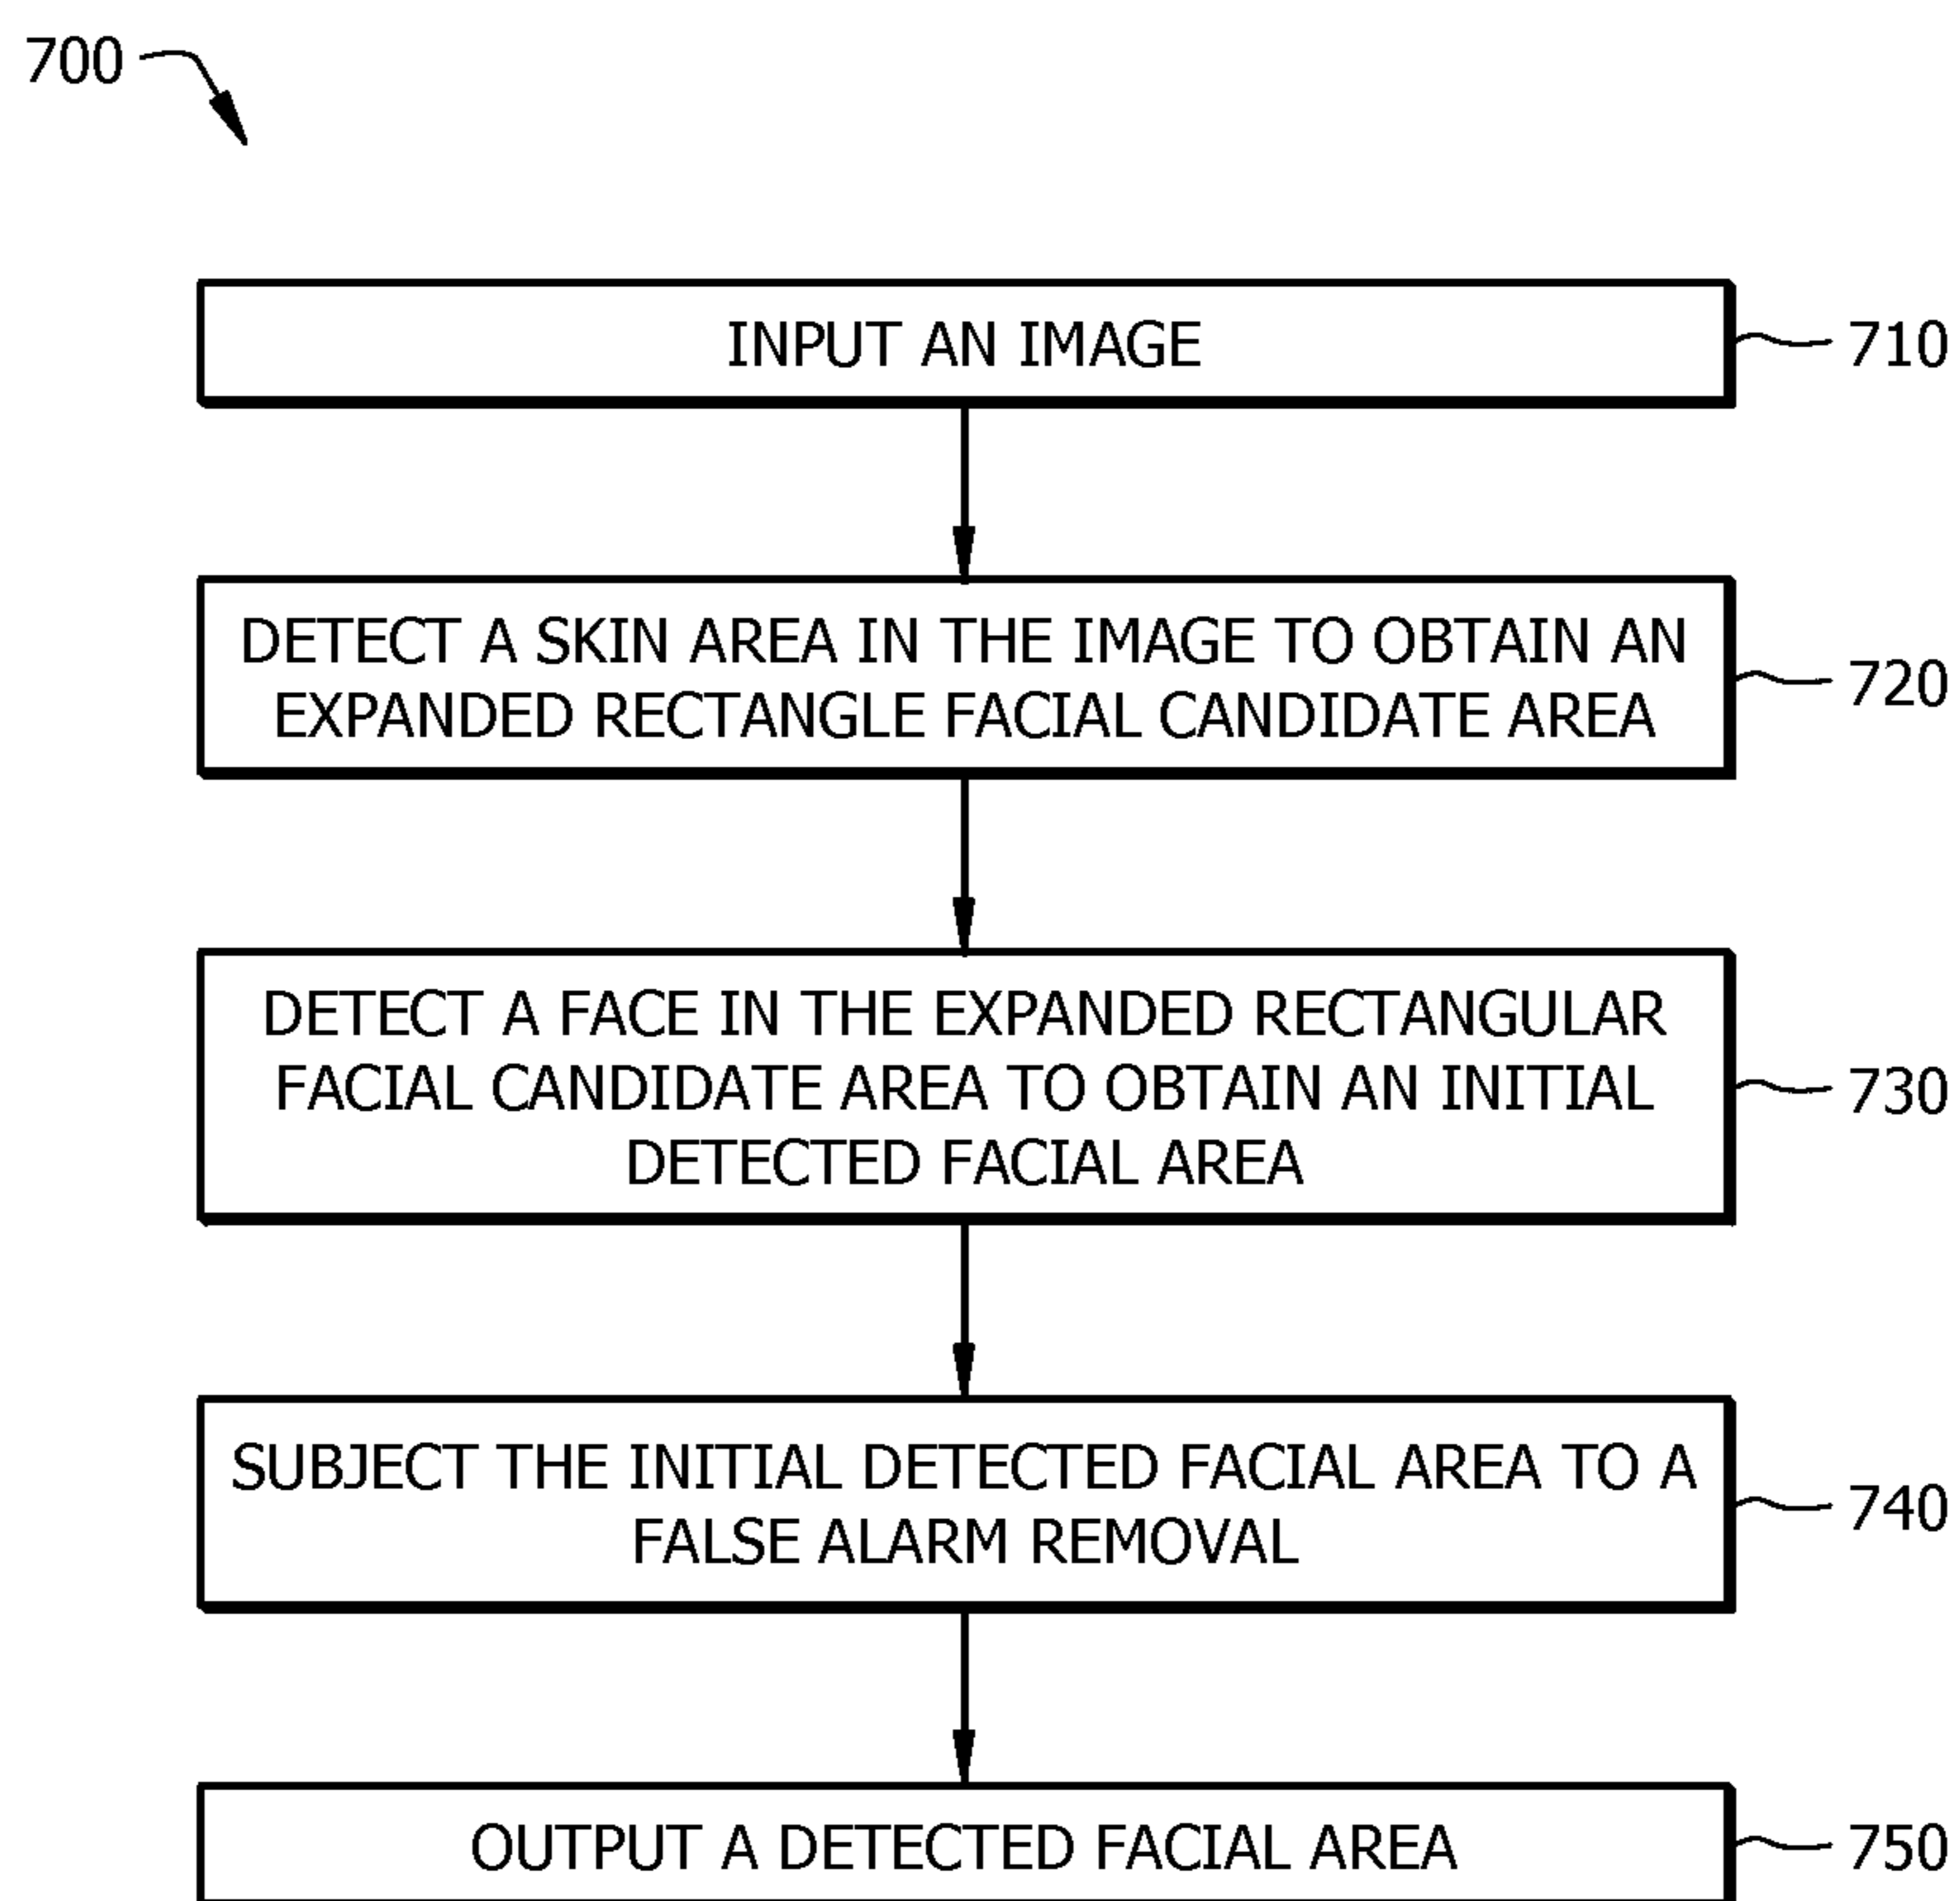 700
INPUT AN IMAGE
710
DETECT A SKIN AREA IN THE IMAGE TO OBTAIN AN
EXPANDED RECTANGLE FACIAL CANDIDATE AREA
720
DETECT A FACE IN THE EXPANDED RECTANGULAR
FACIAL CANDIDATE AREA TO OBTAIN AN INITIAL
DETECTED FACIAL AREA
730
SUBJECT THE INITIAL DETECTED FACIAL AREA TO A
FALSE ALARM REMOVAL
740
OUTPUT A DETECTED FACIAL AREA
750